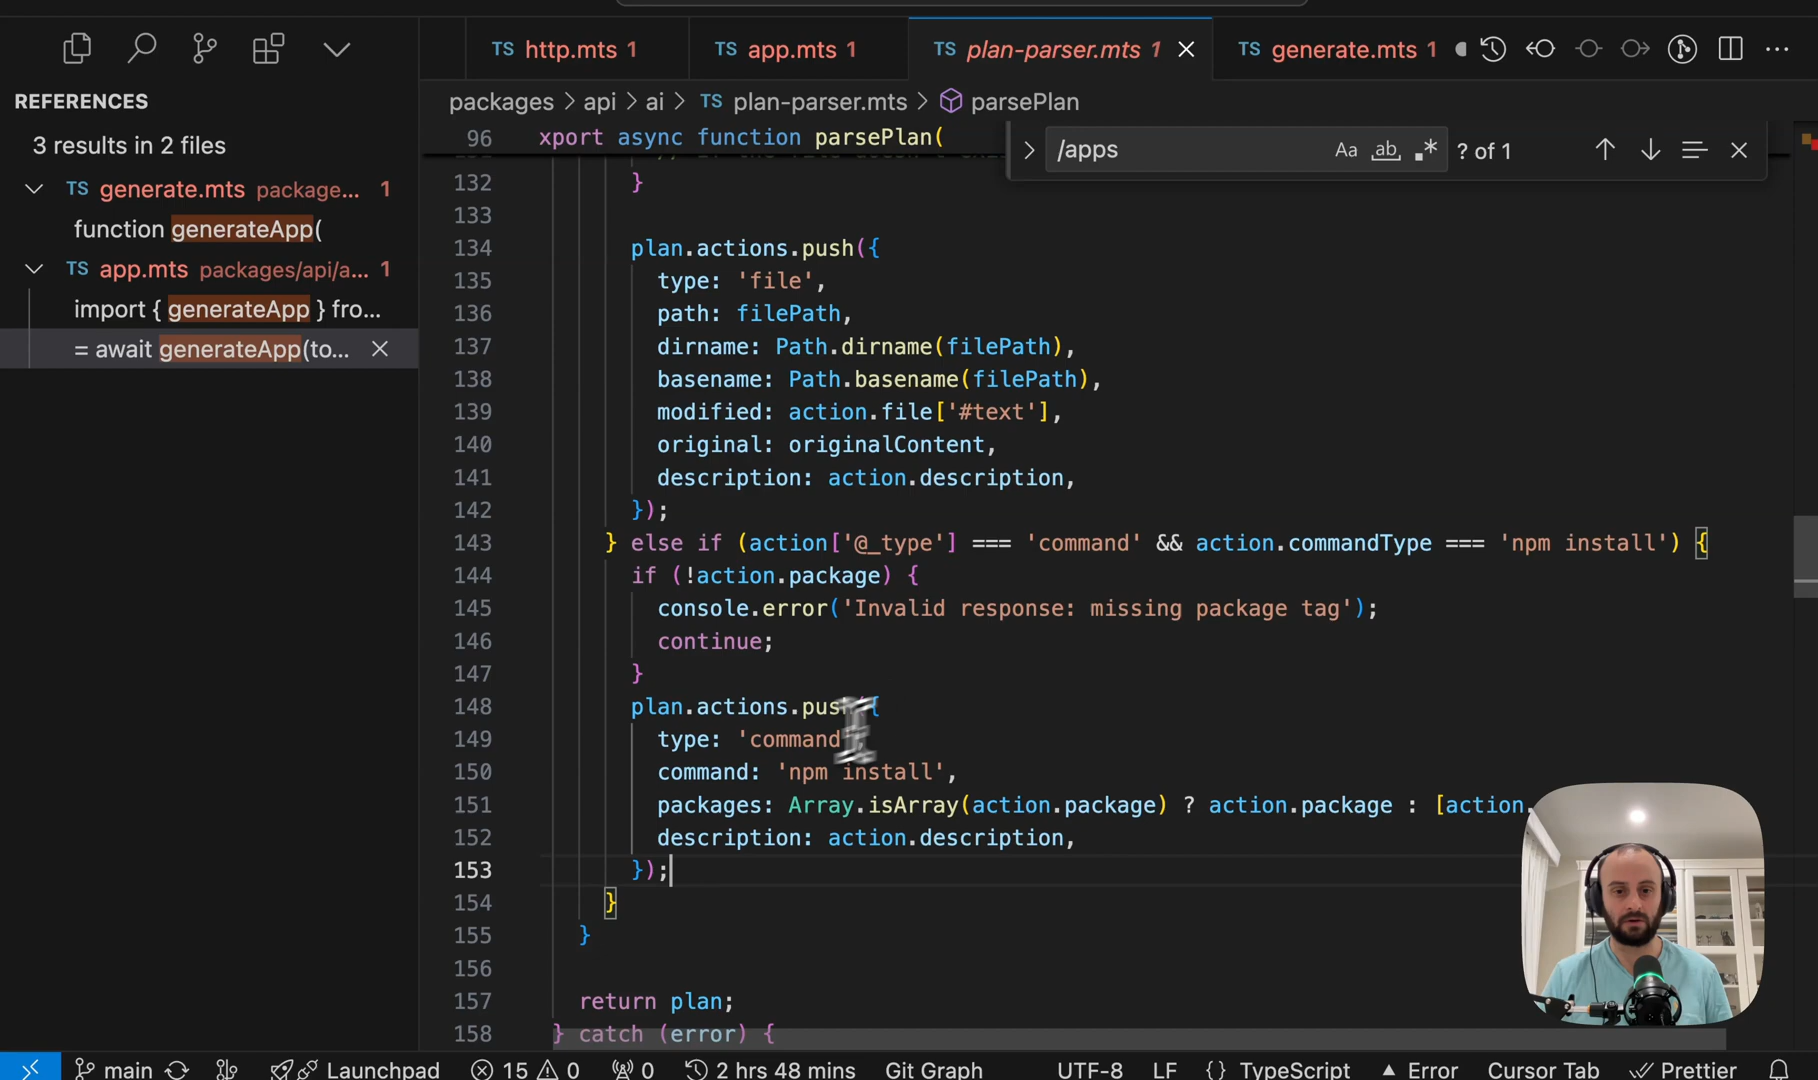 TS http.mts 1
TS app.mts 1
TS plan-parser.mts 1
TS generate.mts 1
REFERENCES
3 results in 2 files
TS generate.mts package... 1
function generateApp(
TS app.mts packages/api/a... 1
import { generateApp } fro...
= await generateApp(to...
packages > api > ai > TS plan-parser.mts > parsePlan
/apps
Aa ab .* ? of 1
96 xport async function parsePlan(
132 }
133
134 plan.actions.push({
135 type: 'file',
136 path: filePath,
137 dirname: Path.dirname(filePath),
138 basename: Path.basename(filePath),
139 modified: action.file['#text'],
140 original: originalContent,
141 description: action.description,
142 });
143 } else if (action['@_type'] === 'command' && action.commandType === 'npm install') {
144 if (!action.package) {
145 console.error('Invalid response: missing package tag');
146 continue;
147 }
148 plan.actions.push({
149 type: 'command',
150 command: 'npm install',
151 packages: Array.isArray(action.package) ? action.package : [action.
152 description: action.description,
153 });
154 }
155 }
156
157 return plan;
158 } catch (error) {
main Launchpad 15 0 0 2 hrs 48 mins Git Graph UTF-8 LF {} TypeScript Error Cursor Tab Prettier